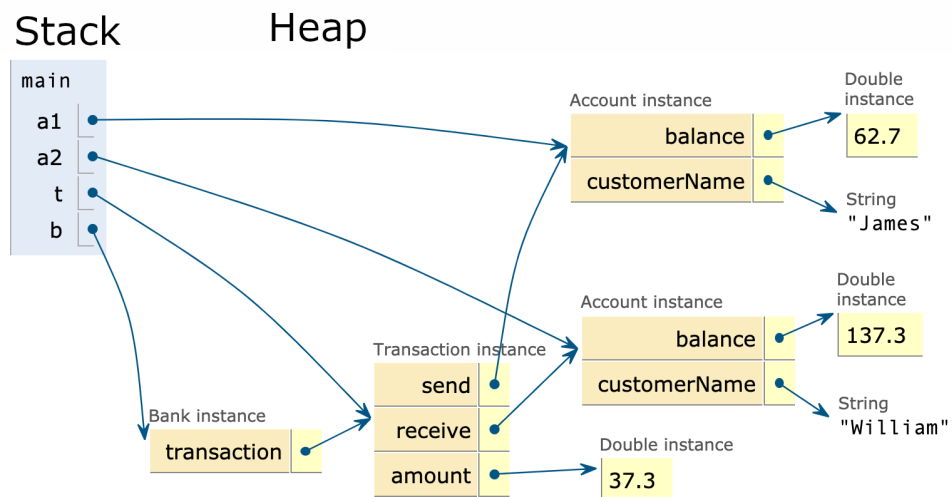 Stack
Heap
main
a1
a2
t
b
Account instance
balance
customerName
Double
instance
62.7
String
"James"
Account instance
balance
customerName
Double
instance
137.3
String
"William"
Transaction instance
send
receive
amount
Double instance
37.3
Bank instance
transaction